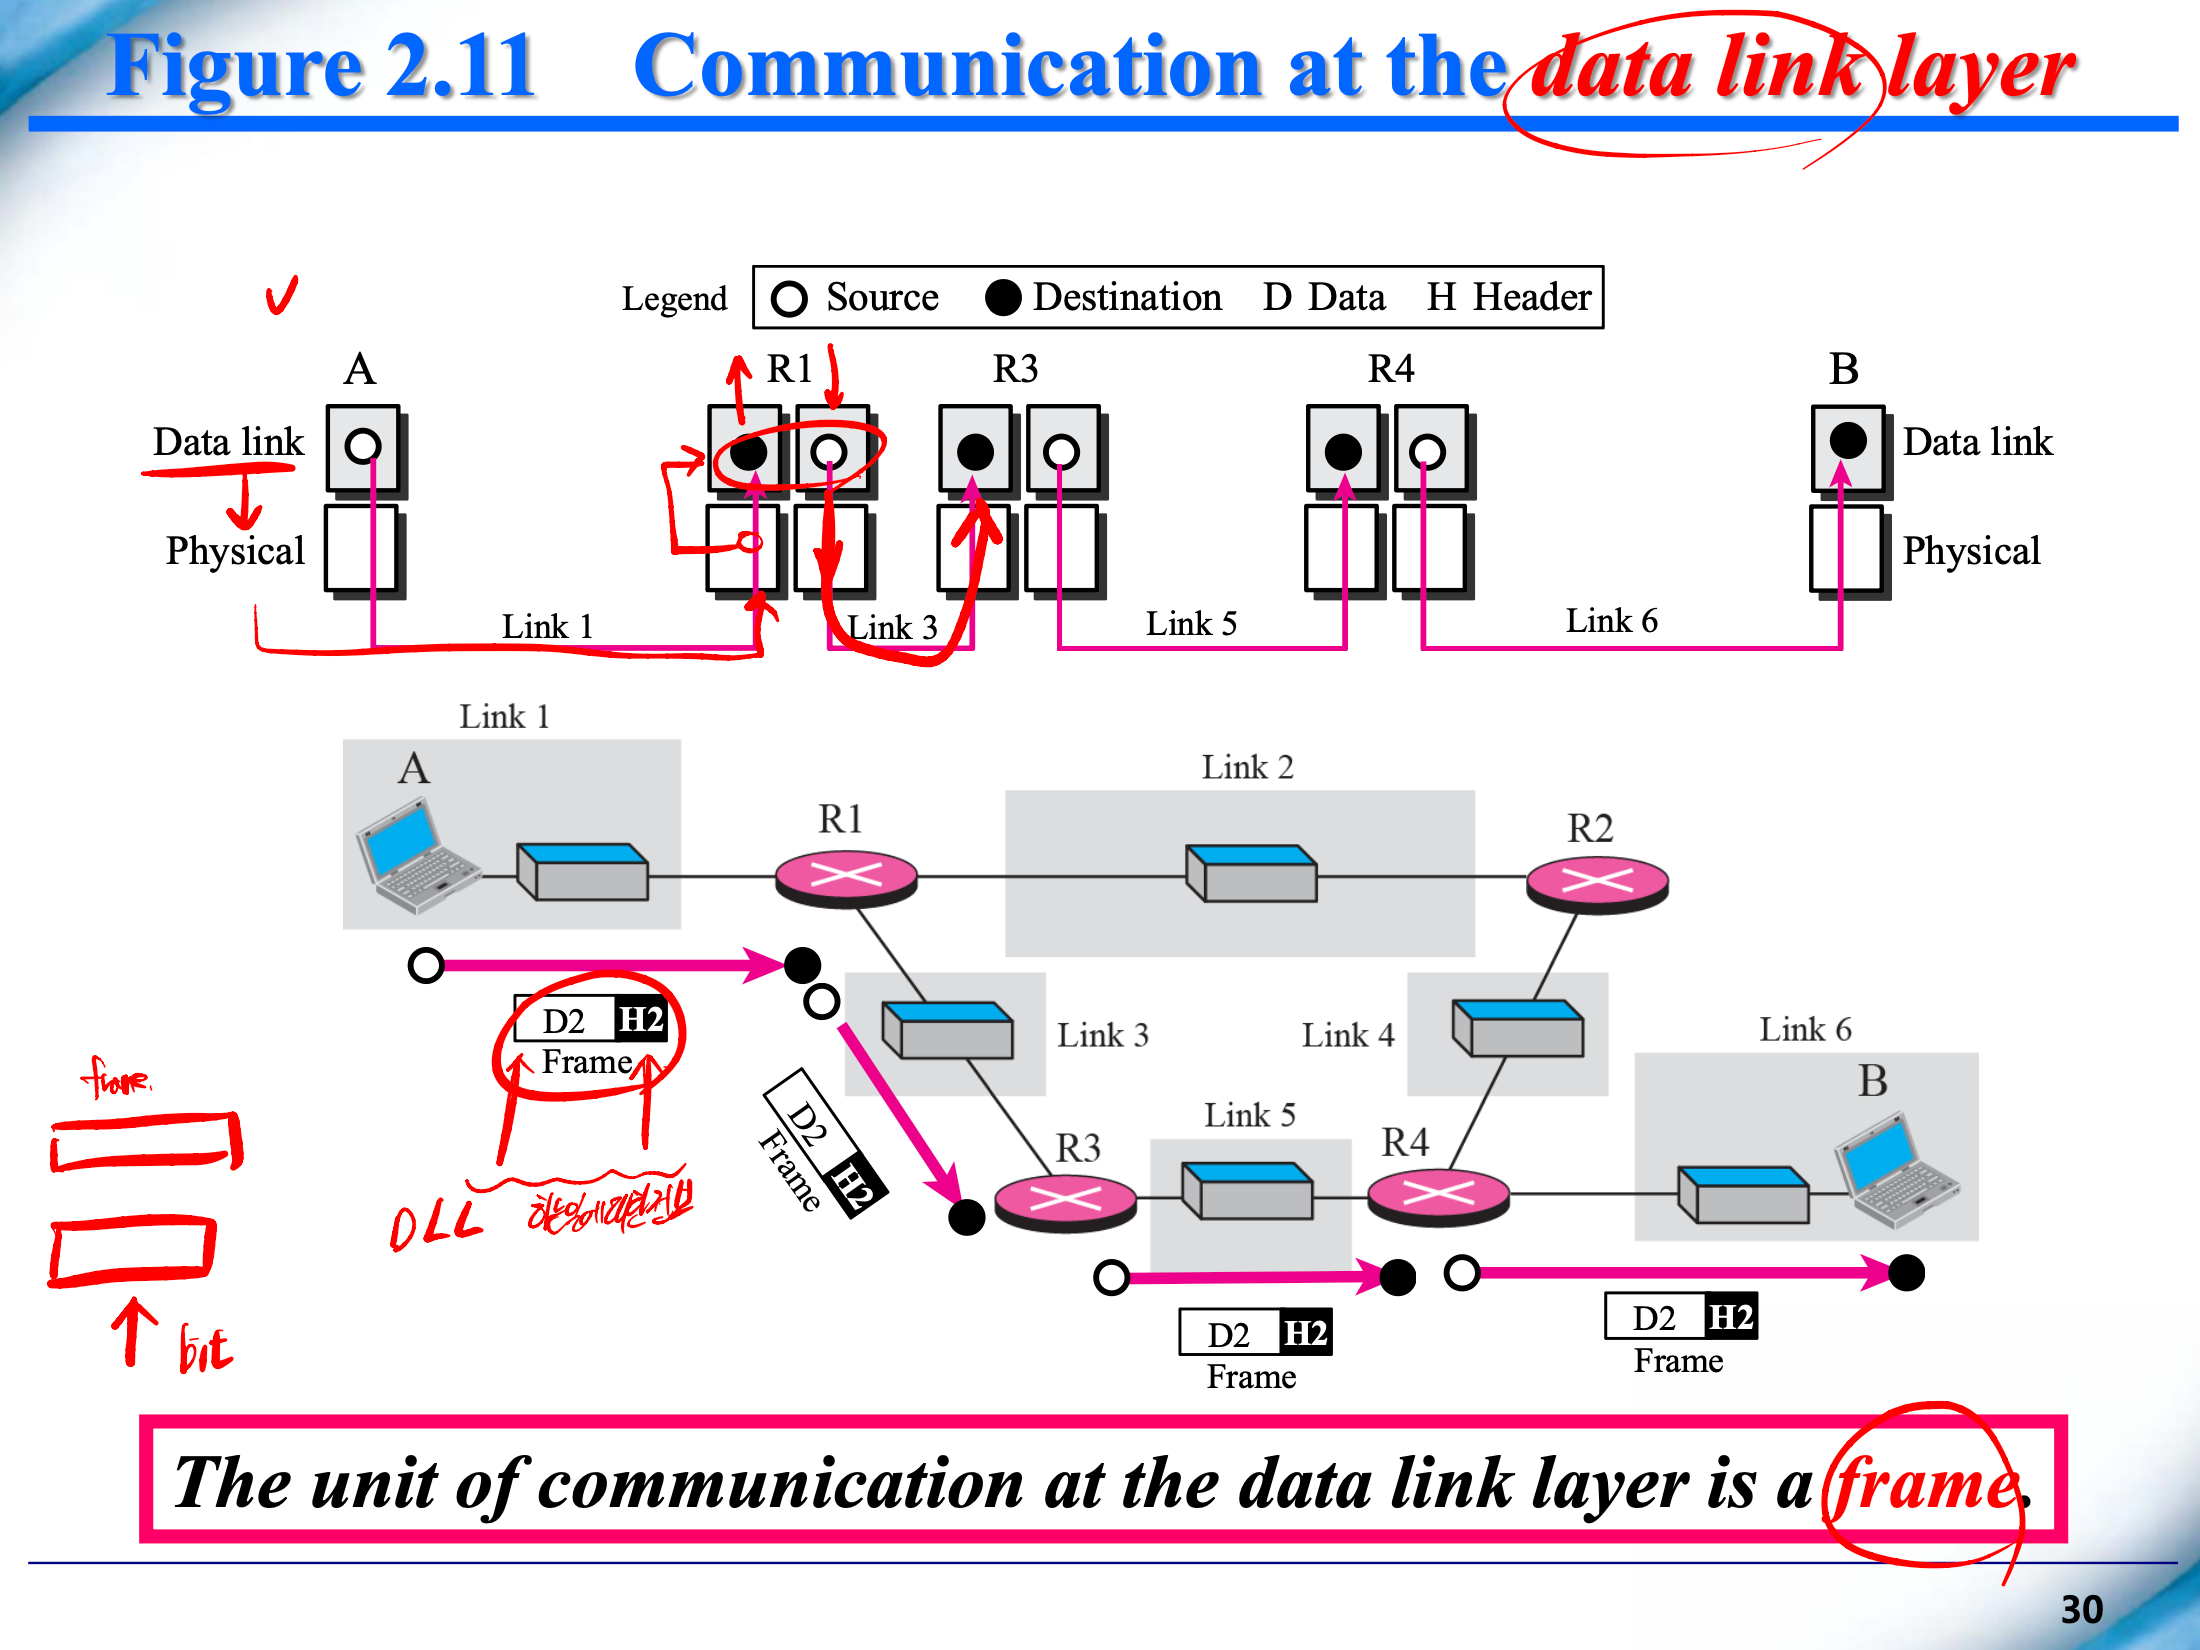 Figure 2.11 Communication at the data link layer
Legend Source Destination D Data H Header
A R1 R3 R4 B
Data link Data link
Physical Physical
Link 1 Link 3 Link 5 Link 6
Link 1
A
Link 2
R1
R2
D2 H2
Frame
Link 3
Link 4
Link 6
B
D2 H2
Frame
Link 5
R3
R4
frame.
DLL
bit
D2 H2
Frame
D2 H2
Frame
The unit of communication at the data link layer is a frame.
30